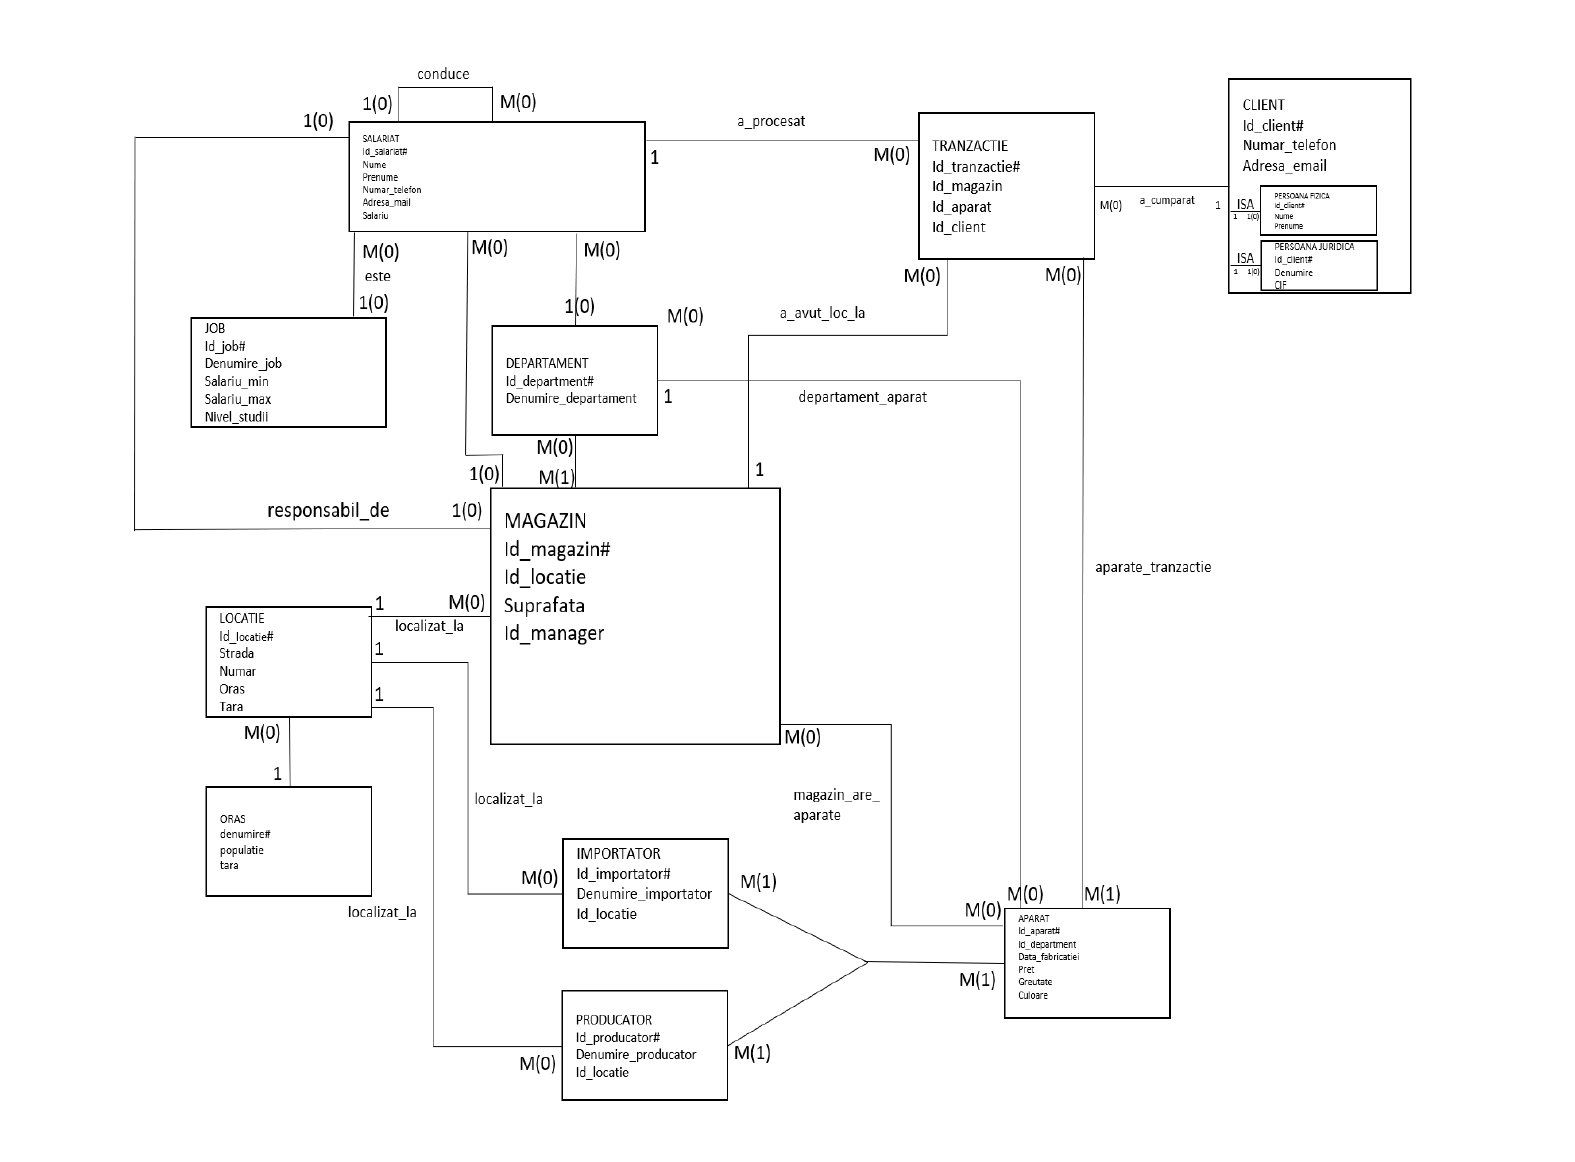 conduce
1(0)
M(0)
1(0)
SALARIAT
Id_salariat#
Nume
Prenume
Numar_telefon
Adresa_mail
Salariu
1
a_procesat
M(0)
TRANZACTIE
Id_tranzactie#
Id_magazin
Id_aparat
Id_client
M(0)
a_cumparat
1
CLIENT
Id_client#
Numar_telefon
Adresa_email
ISA
1
1(0)
PERSOANA FIZICA
Id_client#
Nume
Prenume
ISA
1
1(0)
PERSOANA JURIDICA
Id_client#
Denumire
CIF
M(0)
este
1(0)
M(0)
M(0)
1(0)
M(0)
M(0)
M(0)
a_avut_loc_la
JOB
Id_job#
Denumire_job
Salariu_min
Salariu_max
Nivel_studii
DEPARTAMENT
Id_department#
Denumire_departament
1
departament_aparat
M(0)
1(0)
M(1)
1
responsabil_de
1(0)
MAGAZIN
Id_magazin#
Id_locatie
Suprafata
Id_manager
aparate_tranzactie
LOCATIE
Id_locatie#
Strada
Numar
Oras
Tara
1
M(0)
localizat_la
1
1
M(0)
1
M(0)
ORAS
denumire#
populatie
tara
localizat_la
magazin_are_
aparate
localizat_la
M(0)
IMPORTATOR
Id_importator#
Denumire_importator
Id_locatie
M(1)
M(0)
M(1)
M(0)
APARAT
Id_aparat#
Id_department
Data_fabricatiei
Pret
Greutate
Culoare
M(1)
PRODUCATOR
Id_producator#
Denumire_producator
Id_locatie
M(0)
M(1)